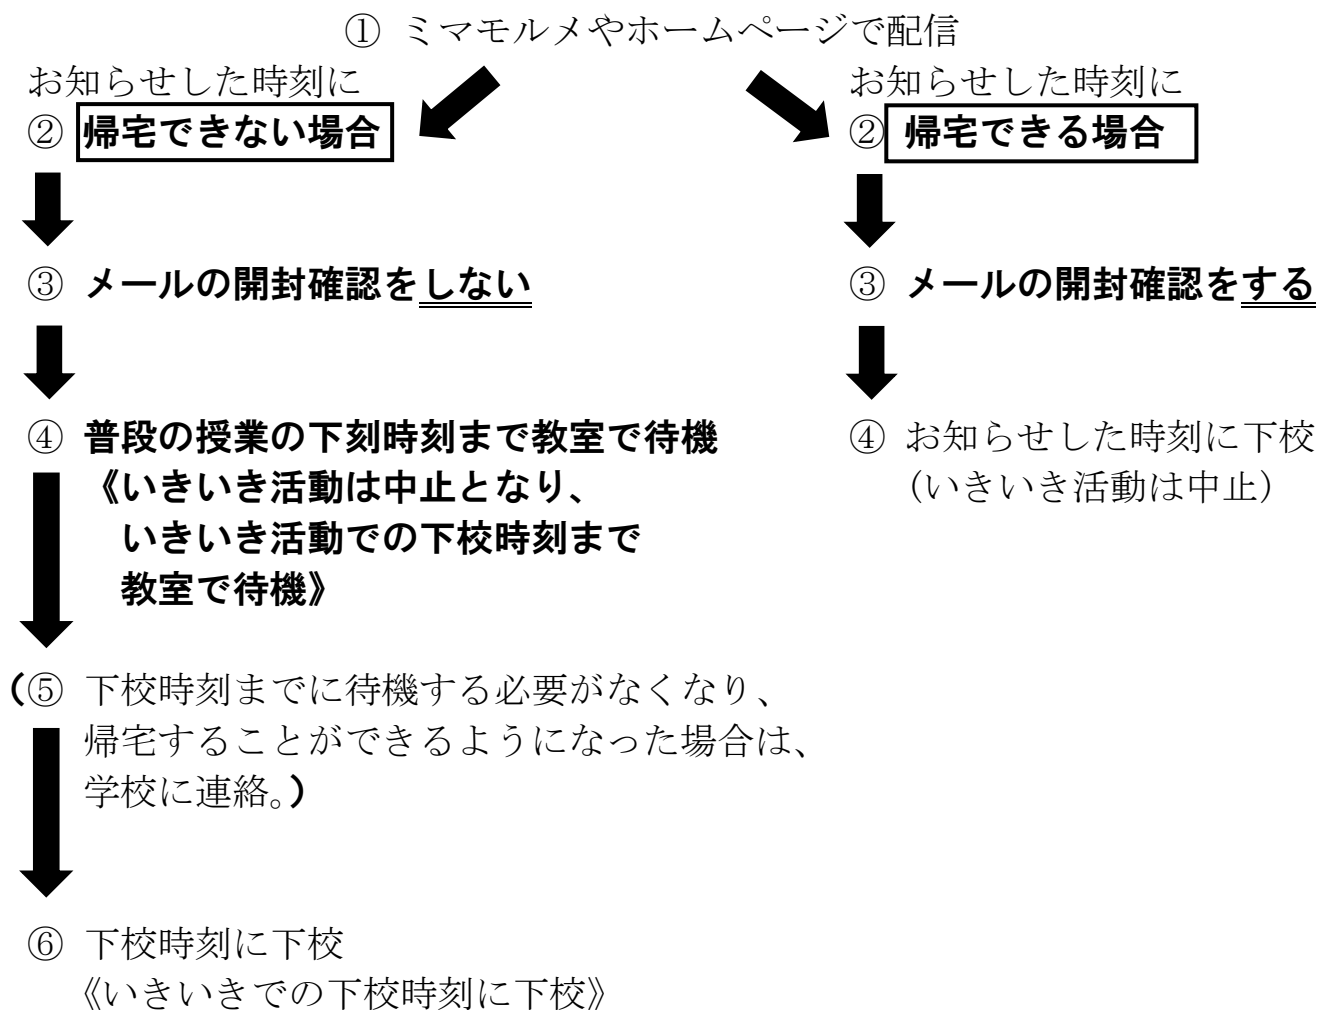 ① ミマモルメやホームページで配信
お知らせした時刻に
② 帰宅できない場合
③ メールの開封確認をしない
④ 普段の授業の下刻時刻まで教室で待機
《いきいき活動は中止となり、
いきいき活動での下校時刻まで
教室で待機》
(⑤ 下校時刻までに待機する必要がなくなり、
帰宅することができるようになった場合は、
学校に連絡。)
⑥ 下校時刻に下校
《いきいきでの下校時刻に下校》
お知らせした時刻に
② 帰宅できる場合
③ メールの開封確認をする
④ お知らせした時刻に下校
(いきいき活動は中止)